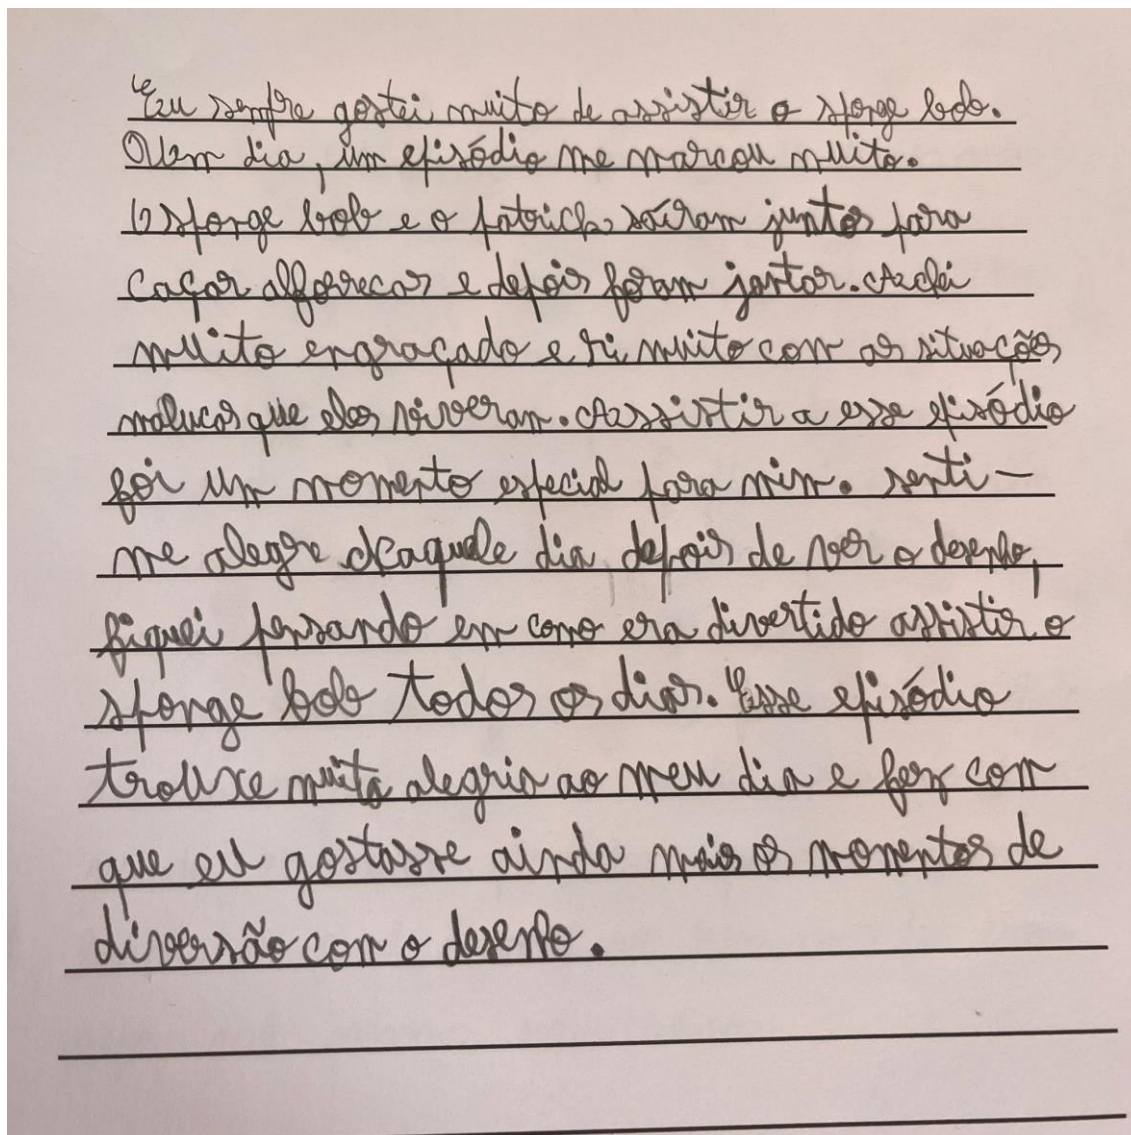 Eu sempre gostei muito de assistir o sponge bob.
Um dia, um episódio me marcou muito.
O sponge bob e o patrick saíram juntos para
caçar alforrecas e depois foram jantar. Achei
muito engraçado e ri muito com as situações
malucas que eles viveram. Assistir a esse episódio
foi um momento especial para mim. senti-
me alegre naquele dia, depois de ver o desenho,
fiquei pensando em como era divertido assistir o
sponge bob todos os dias. Esse episódio
trouxe muita alegria ao meu dia e fez com
que eu gostasse ainda mais os momentos de
diversão com o desenho.